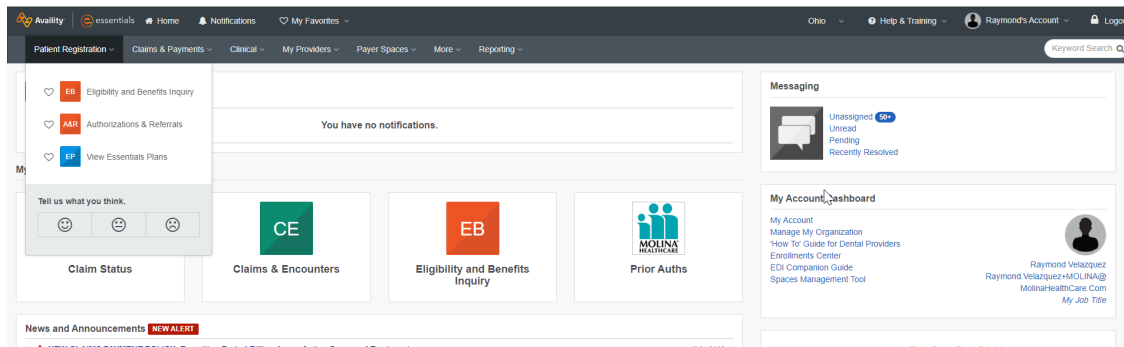 Availity essentials Home Notifications My Favorites Ohio Help & Training Raymond's Account Logou
Patient Registration Claims & Payments Clinical My Providers Payer Spaces More Reporting Keyword Search
EB Eligibility and Benefits Inquiry
A&R Authorizations & Referrals
EP View Essentials Plans
Tell us what you think.
You have no notifications.
My
CE
EB
MOLINA
HEALTHCARE
Claim Status
Claims & Encounters
Eligibility and Benefits
Inquiry
Prior Auths
News and Announcements NEW ALERT
Messaging
Unassigned 50+
Unread
Pending
Recently Resolved
My Account Dashboard
My Account
Manage My Organization
'How To' Guide for Dental Providers
Enrollments Center
EDI Companion Guide
Spaces Management Tool
Raymond Velazquez
Raymond.Velazquez+MOLINA@
MolinaHealthCare.Com
My Job Title